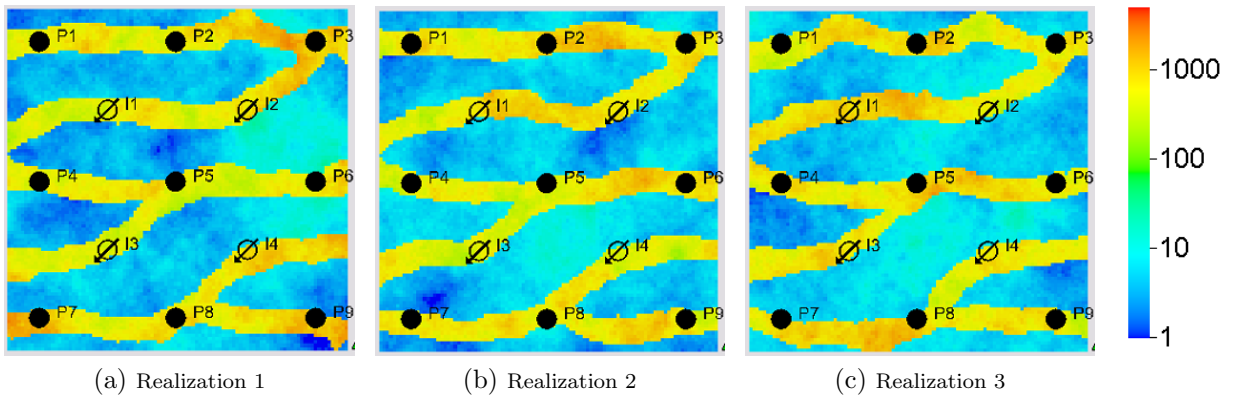 P1 P2 P3
I1 I2
P4 P5 P6
I3 I4
P7 P8 P9
P1 P2 P3
I1 I2
P4 P5 P6
I3 I4
P7 P8 P9
P1 P2 P3
I1 I2
P4 P5 P6
I3 I4
P7 P8 P9
1000
100
10
1
(a) Realization 1
(b) Realization 2
(c) Realization 3